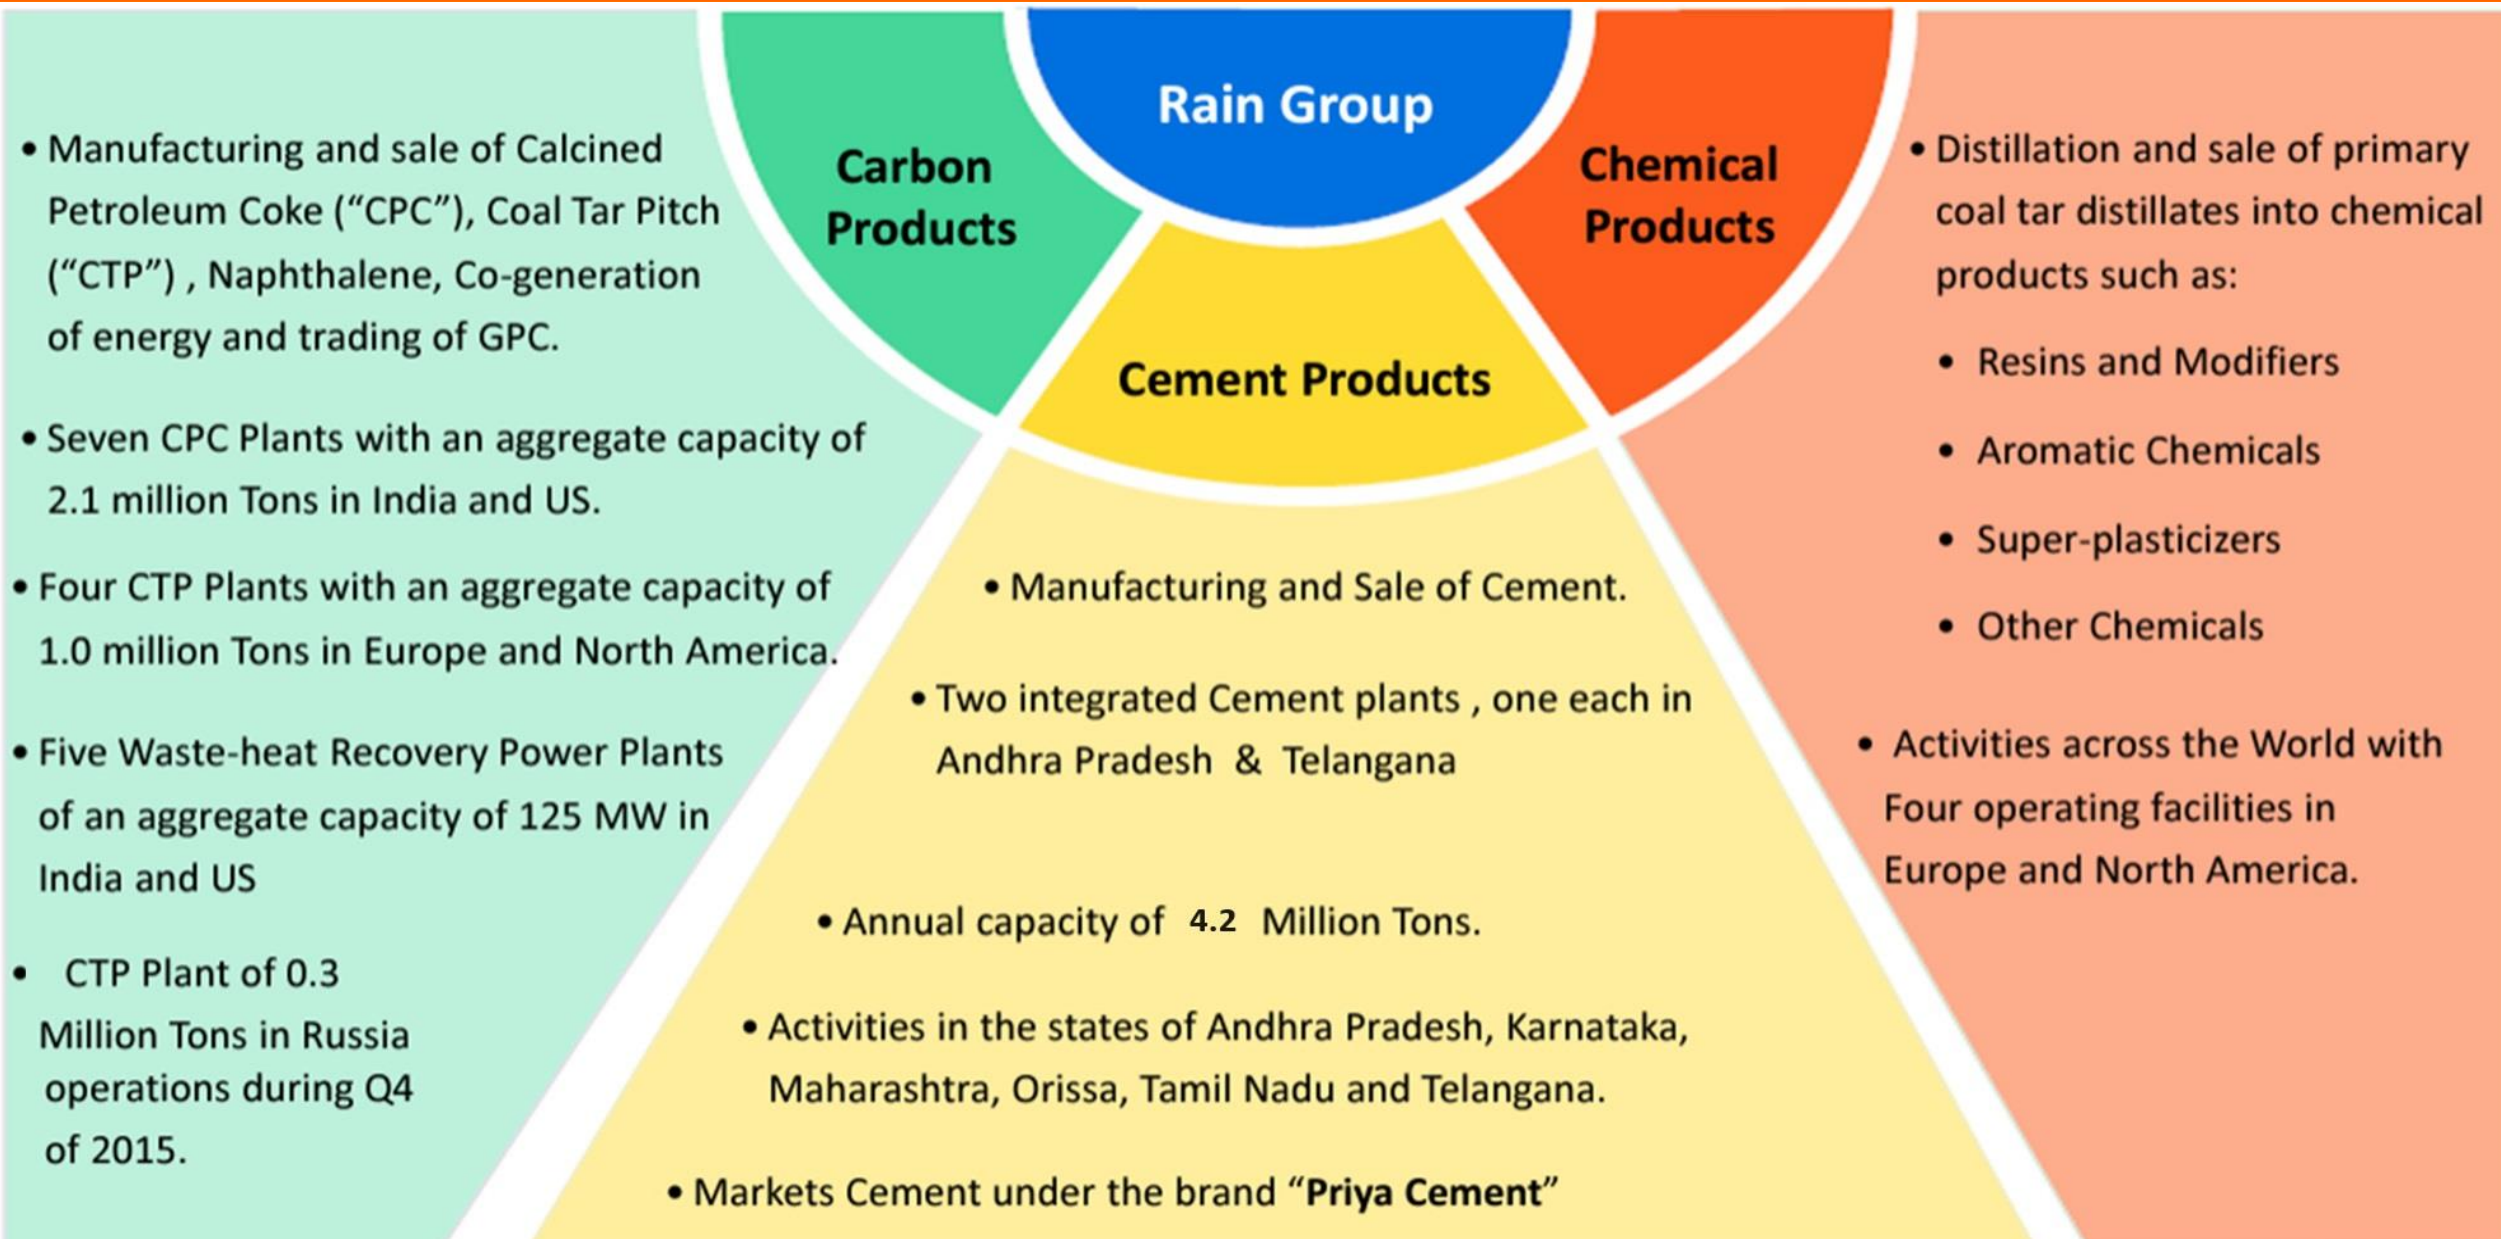 Rain Group
Carbon
Products
Chemical
Products
Cement Products
• Manufacturing and sale of Calcined
Petroleum Coke (“CPC”), Coal Tar Pitch
(“CTP”) , Naphthalene, Co-generation
of energy and trading of GPC.
• Seven CPC Plants with an aggregate capacity of
2.1 million Tons in India and US.
• Four CTP Plants with an aggregate capacity of
1.0 million Tons in Europe and North America.
• Five Waste-heat Recovery Power Plants
of an aggregate capacity of 125 MW in
India and US
• CTP Plant of 0.3
Million Tons in Russia
operations during Q4
of 2015.
• Manufacturing and Sale of Cement.
• Two integrated Cement plants , one each in
Andhra Pradesh & Telangana
• Annual capacity of 4.2 Million Tons.
• Activities in the states of Andhra Pradesh, Karnataka,
Maharashtra, Orissa, Tamil Nadu and Telangana.
• Markets Cement under the brand “Priya Cement”
• Distillation and sale of primary
coal tar distillates into chemical
products such as:
• Resins and Modifiers
• Aromatic Chemicals
• Super-plasticizers
• Other Chemicals
• Activities across the World with
Four operating facilities in
Europe and North America.